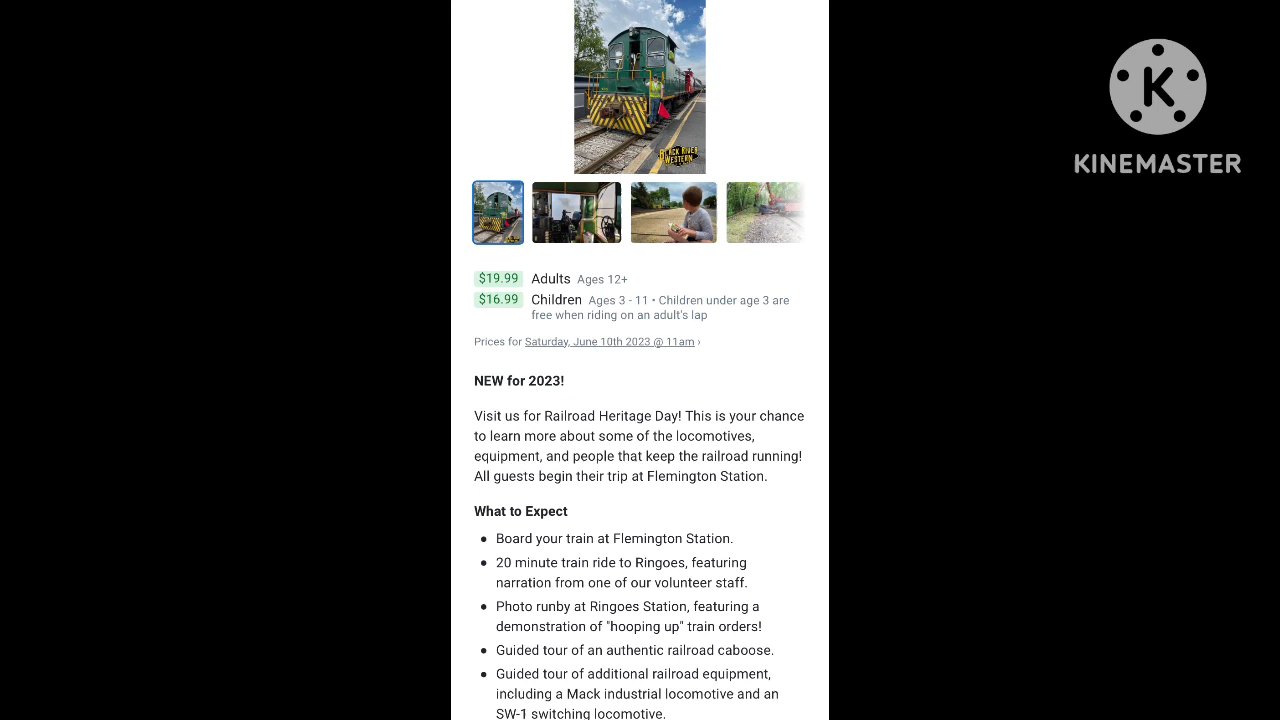 BLACK RIVER
WESTERN
K
KINEMASTER
$19.99 Adults Ages 12+
$16.99 Children Ages 3 - 11 • Children under age 3 are
free when riding on an adult's lap
Prices for Saturday, June 10th 2023 @ 11am ›
NEW for 2023!
Visit us for Railroad Heritage Day! This is your chance
to learn more about some of the locomotives,
equipment, and people that keep the railroad running!
All guests begin their trip at Flemington Station.
What to Expect
• Board your train at Flemington Station.
• 20 minute train ride to Ringoes, featuring
narration from one of our volunteer staff.
• Photo runby at Ringoes Station, featuring a
demonstration of "hooping up" train orders!
• Guided tour of an authentic railroad caboose.
• Guided tour of additional railroad equipment,
including a Mack industrial locomotive and an
SW-1 switching locomotive.